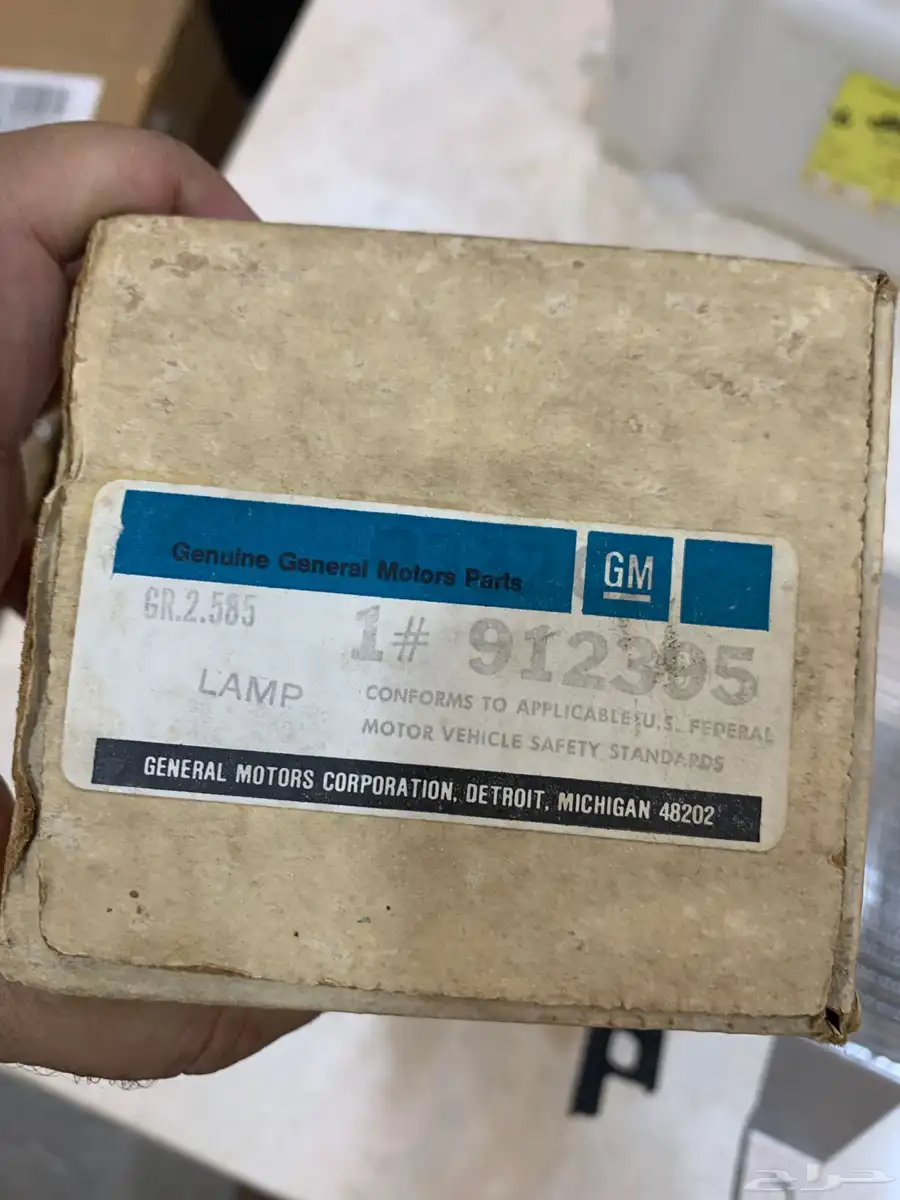 Genuine General Motors Parts
GM
GR.2.585
1# 912395
LAMP
CONFORMS TO APPLICABLE U.S. FEDERAL
MOTOR VEHICLE SAFETY STANDARDS
GENERAL MOTORS CORPORATION, DETROIT, MICHIGAN 48202
حراج